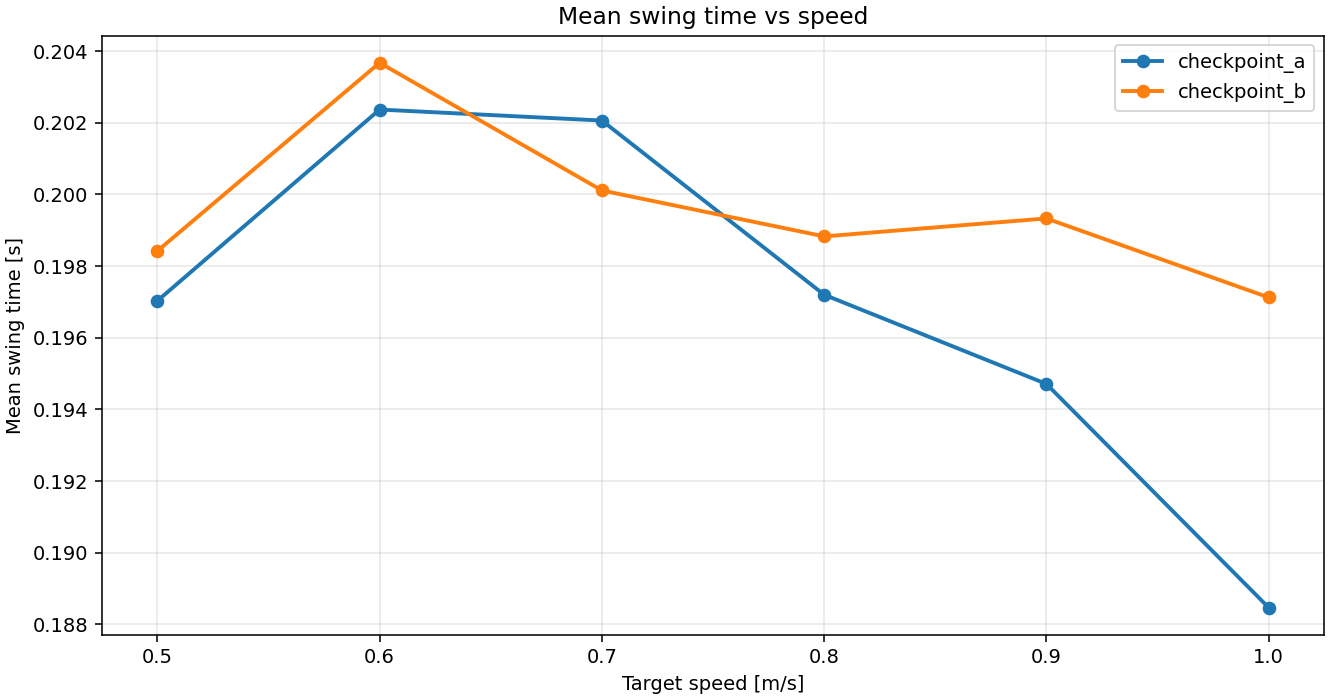 Mean swing time vs speed
checkpoint_a
checkpoint_b
Mean swing time [s]
0.204
0.202
0.200
0.198
0.196
0.194
0.192
0.190
0.188
0.5 0.6 0.7 0.8 0.9 1.0
Target speed [m/s]